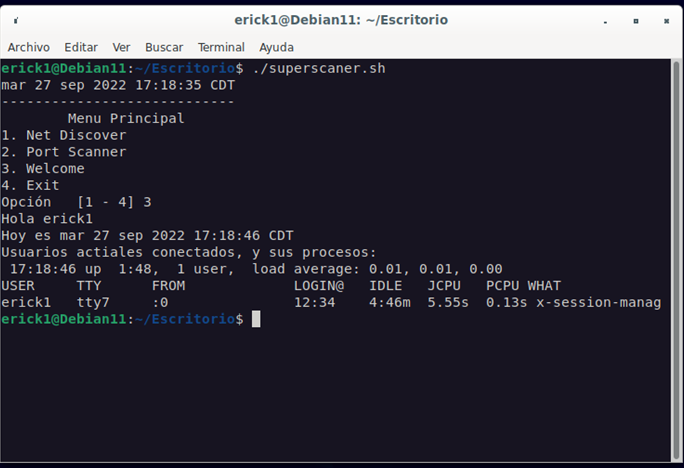 erick1@Debian11: ~/Escritorio
Archivo Editar Ver Buscar Terminal Ayuda
erick1@Debian11:~/Escritorio$ ./superscaner.sh
mar 27 sep 2022 17:18:35 CDT
----------------------------
        Menu Principal
1. Net Discover
2. Port Scanner
3. Welcome
4. Exit
Opción   [1 - 4] 3
Hola erick1
Hoy es mar 27 sep 2022 17:18:46 CDT
Usuarios actiales conectados, y sus procesos:
 17:18:46 up  1:48,  1 user,  load average: 0.01, 0.01, 0.00
USER     TTY      FROM             LOGIN@   IDLE   JCPU   PCPU WHAT
erick1   tty7     :0               12:34    4:46m  5.55s  0.13s x-session-manag
erick1@Debian11:~/Escritorio$